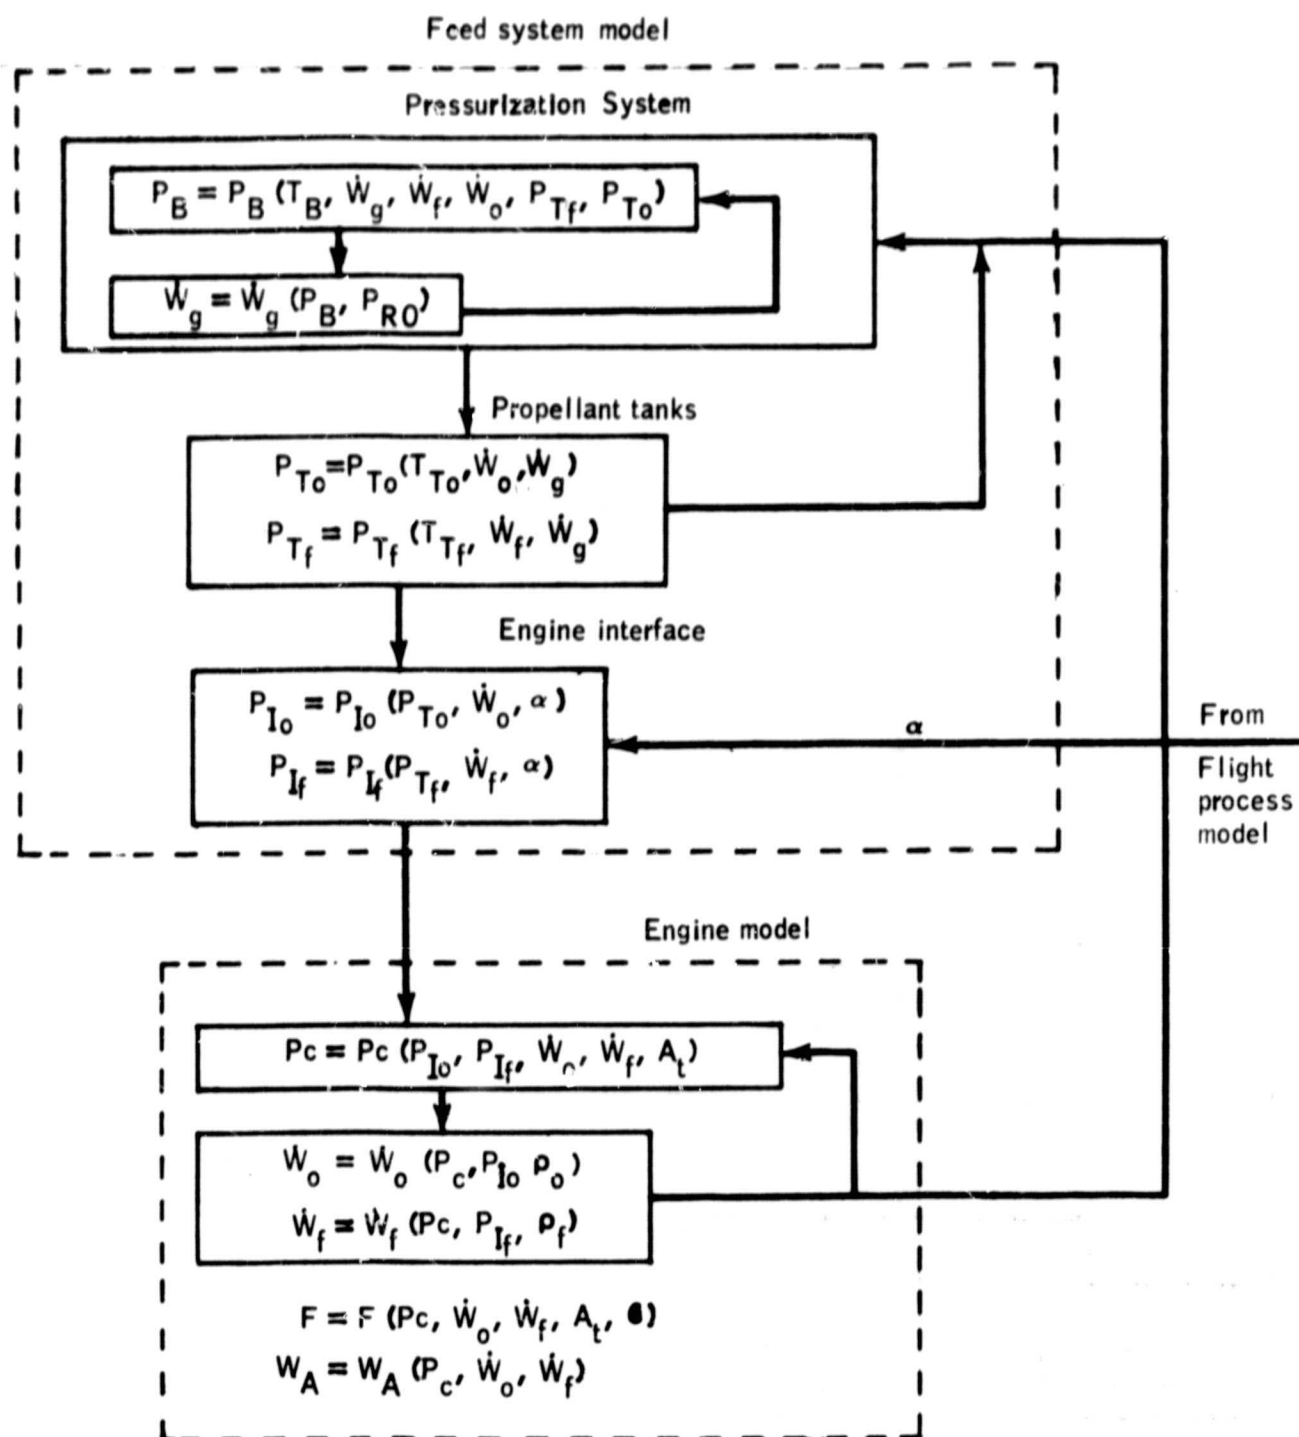 Feed system model
Pressurization System
P_B = P_B (T_B, Ẇ_g, Ẇ_f, Ẇ_o, P_Tf, P_To)
Ẇ_g = Ẇ_g (P_B, P_RO)
Propellant tanks
P_To=P_To(T_To,Ẇ_o,Ẇ_g)
P_Tf = P_Tf (T_Tf, Ẇ_f, Ẇ_g)
Engine interface
P_Io = P_Io (P_To, Ẇ_o, α)
P_If = P_If(P_Tf, Ẇ_f, α)
α
From
Flight
process
model
Engine model
Pc = Pc (P_Io, P_If, Ẇ_o, Ẇ_f, A_t)
Ẇ_o = Ẇ_o (P_c,P_Io ρ_o)
Ẇ_f = Ẇ_f (Pc, P_If, ρ_f)
F = F (Pc, Ẇ_o, Ẇ_f, A_t, )
W_A = W_A (P_c, Ẇ_o, Ẇ_f)